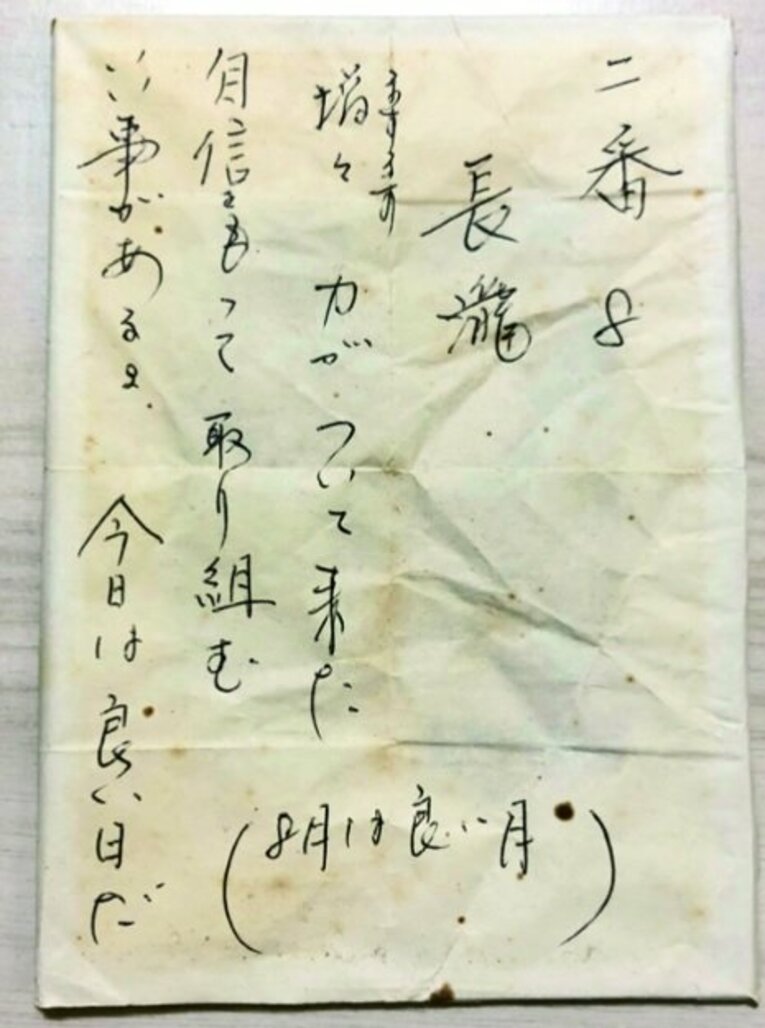 二番 8
長瀧
増々 力がついて来た
ますます
自信をもって取り組む
いい事があるよ 今日は良い日だ
(8月は良い月)